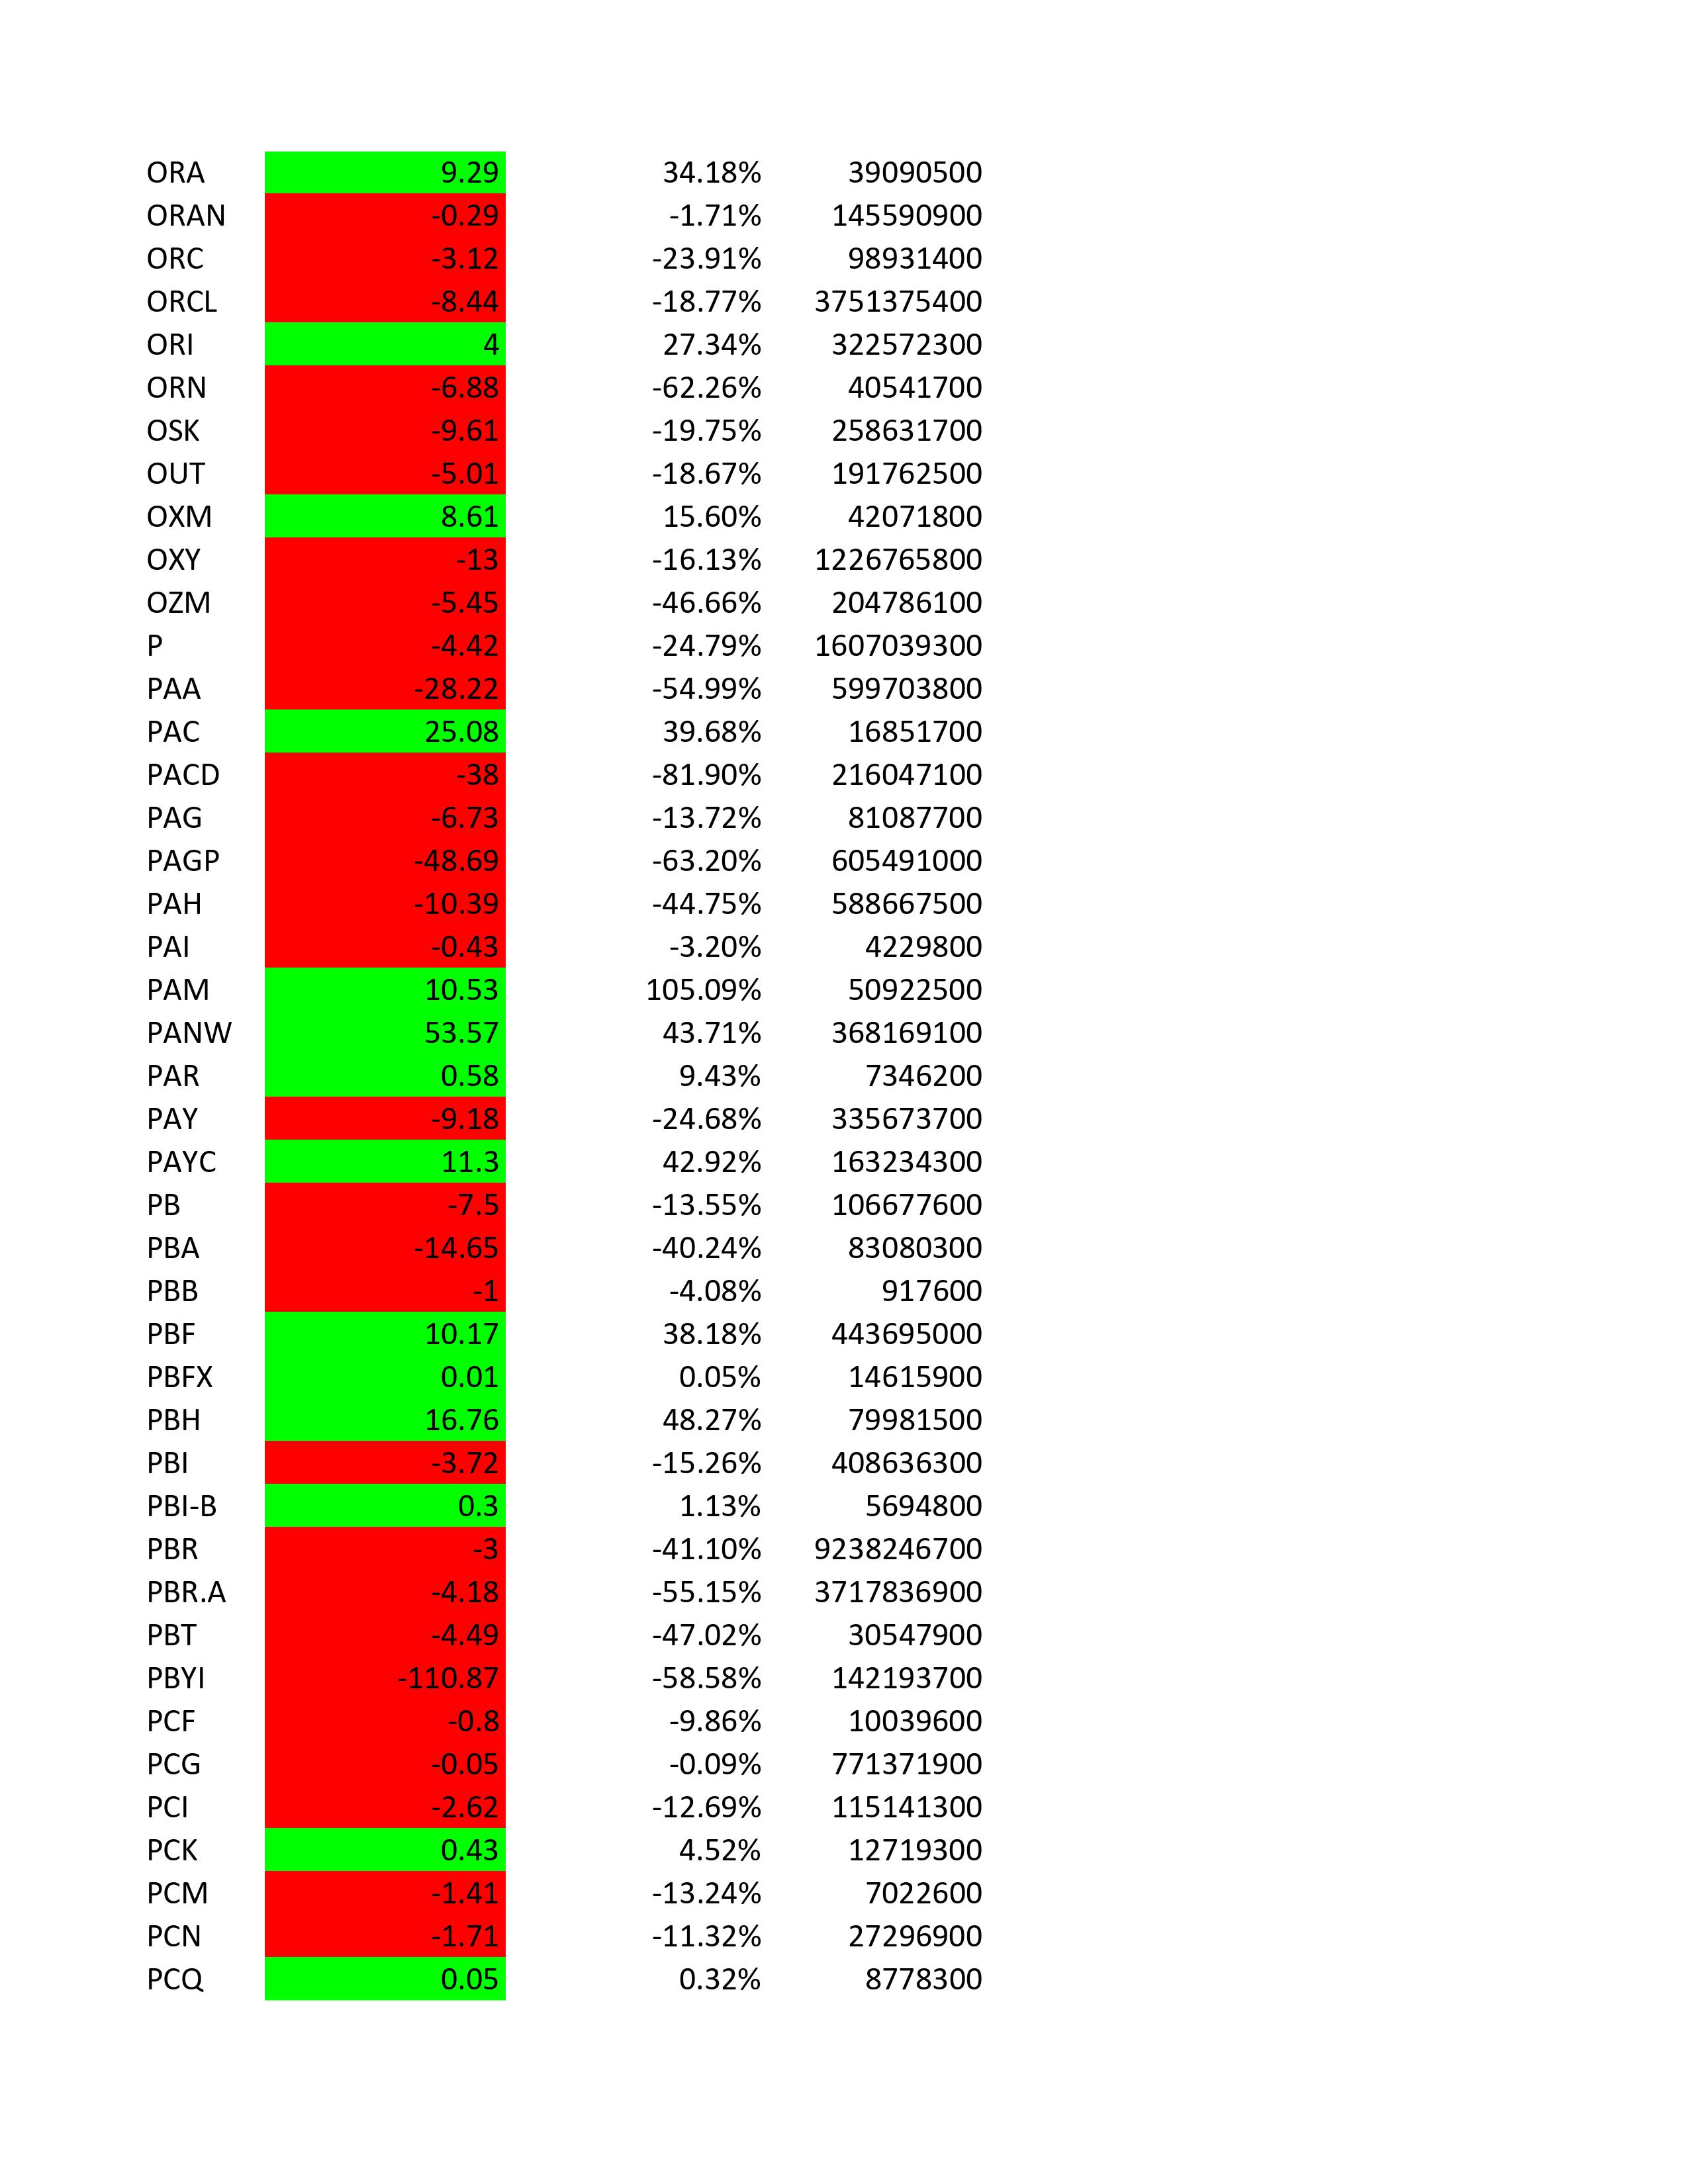 ORA 9.29 34.18% 39090500
ORAN -0.29 -1.71% 145590900
ORC -3.12 -23.91% 98931400
ORCL -8.44 -18.77% 3751375400
ORI 4 27.34% 322572300
ORN -6.88 -62.26% 40541700
OSK -9.61 -19.75% 258631700
OUT -5.01 -18.67% 191762500
OXM 8.61 15.60% 42071800
OXY -13 -16.13% 1226765800
OZM -5.45 -46.66% 204786100
P -4.42 -24.79% 1607039300
PAA -28.22 -54.99% 599703800
PAC 25.08 39.68% 16851700
PACD -38 -81.90% 216047100
PAG -6.73 -13.72% 81087700
PAGP -48.69 -63.20% 605491000
PAH -10.39 -44.75% 588667500
PAI -0.43 -3.20% 4229800
PAM 10.53 105.09% 50922500
PANW 53.57 43.71% 368169100
PAR 0.58 9.43% 7346200
PAY -9.18 -24.68% 335673700
PAYC 11.3 42.92% 163234300
PB -7.5 -13.55% 106677600
PBA -14.65 -40.24% 83080300
PBB -1 -4.08% 917600
PBF 10.17 38.18% 443695000
PBFX 0.01 0.05% 14615900
PBH 16.76 48.27% 79981500
PBI -3.72 -15.26% 408636300
PBI-B 0.3 1.13% 5694800
PBR -3 -41.10% 9238246700
PBR.A -4.18 -55.15% 3717836900
PBT -4.49 -47.02% 30547900
PBYI -110.87 -58.58% 142193700
PCF -0.8 -9.86% 10039600
PCG -0.05 -0.09% 771371900
PCI -2.62 -12.69% 115141300
PCK 0.43 4.52% 12719300
PCM -1.41 -13.24% 7022600
PCN -1.71 -11.32% 27296900
PCQ 0.05 0.32% 8778300